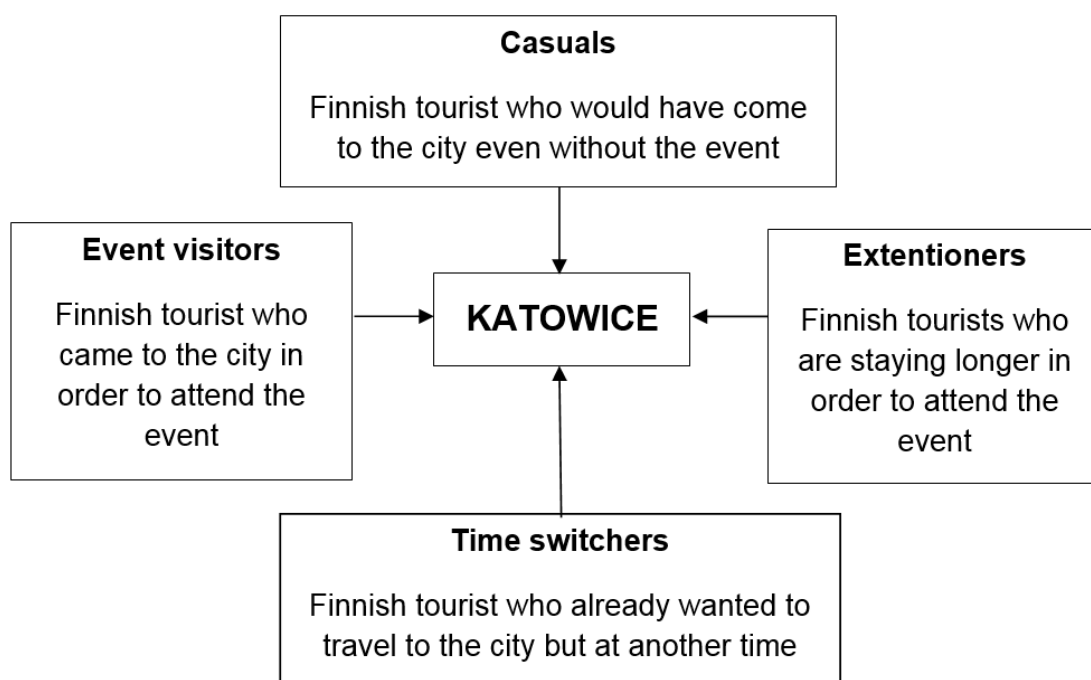 Casuals
Finnish tourist who would have come
to the city even without the event
Event visitors
Finnish tourist who
came to the city in
order to attend the
event
KATOWICE
Extentioners
Finnish tourists who
are staying longer in
order to attend the
event
Time switchers
Finnish tourist who already wanted to
travel to the city but at another time